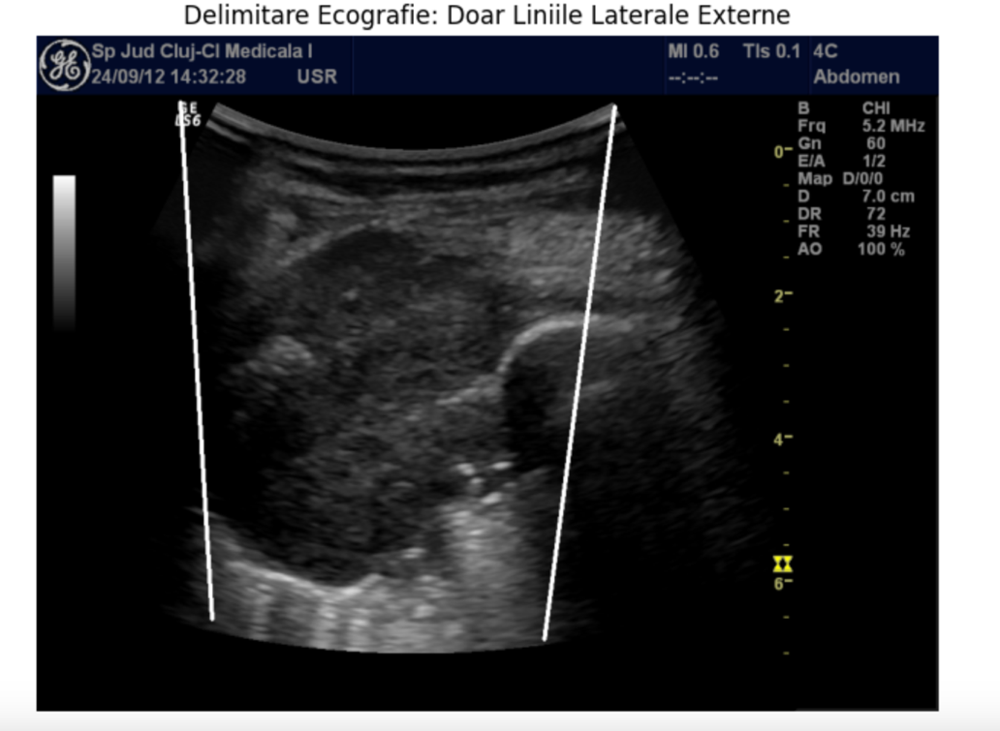 Delimitare Ecografie: Doar Liniile Laterale Externe
GE
Sp Jud Cluj-Cl Medicala I
MI 0.6 TIs 0.1 4C
24/09/12 14:32:28 USR
--:--:-- Abdomen
GE
LS6
B CHI
Frq 5.2 MHz
Gn 60
E/A 1/2
Map D/0/0
D 7.0 cm
DR 72
FR 39 Hz
AO 100 %
0
2
4
6